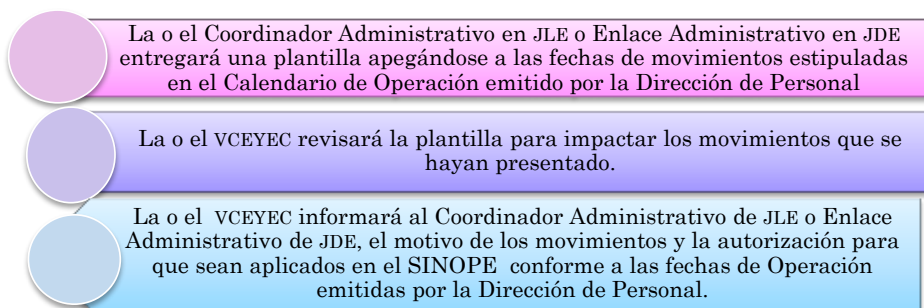 La o el Coordinador Administrativo en JLE o Enlace Administrativo en JDE
entregará una plantilla apegándose a las fechas de movimientos estipuladas
en el Calendario de Operación emitido por la Dirección de Personal
La o el VCEYEC revisará la plantilla para impactar los movimientos que se
hayan presentado.
La o el VCEYEC informará al Coordinador Administrativo de JLE o Enlace
Administrativo de JDE, el motivo de los movimientos y la autorización para
que sean aplicados en el SINOPE conforme a las fechas de Operación
emitidas por la Dirección de Personal.